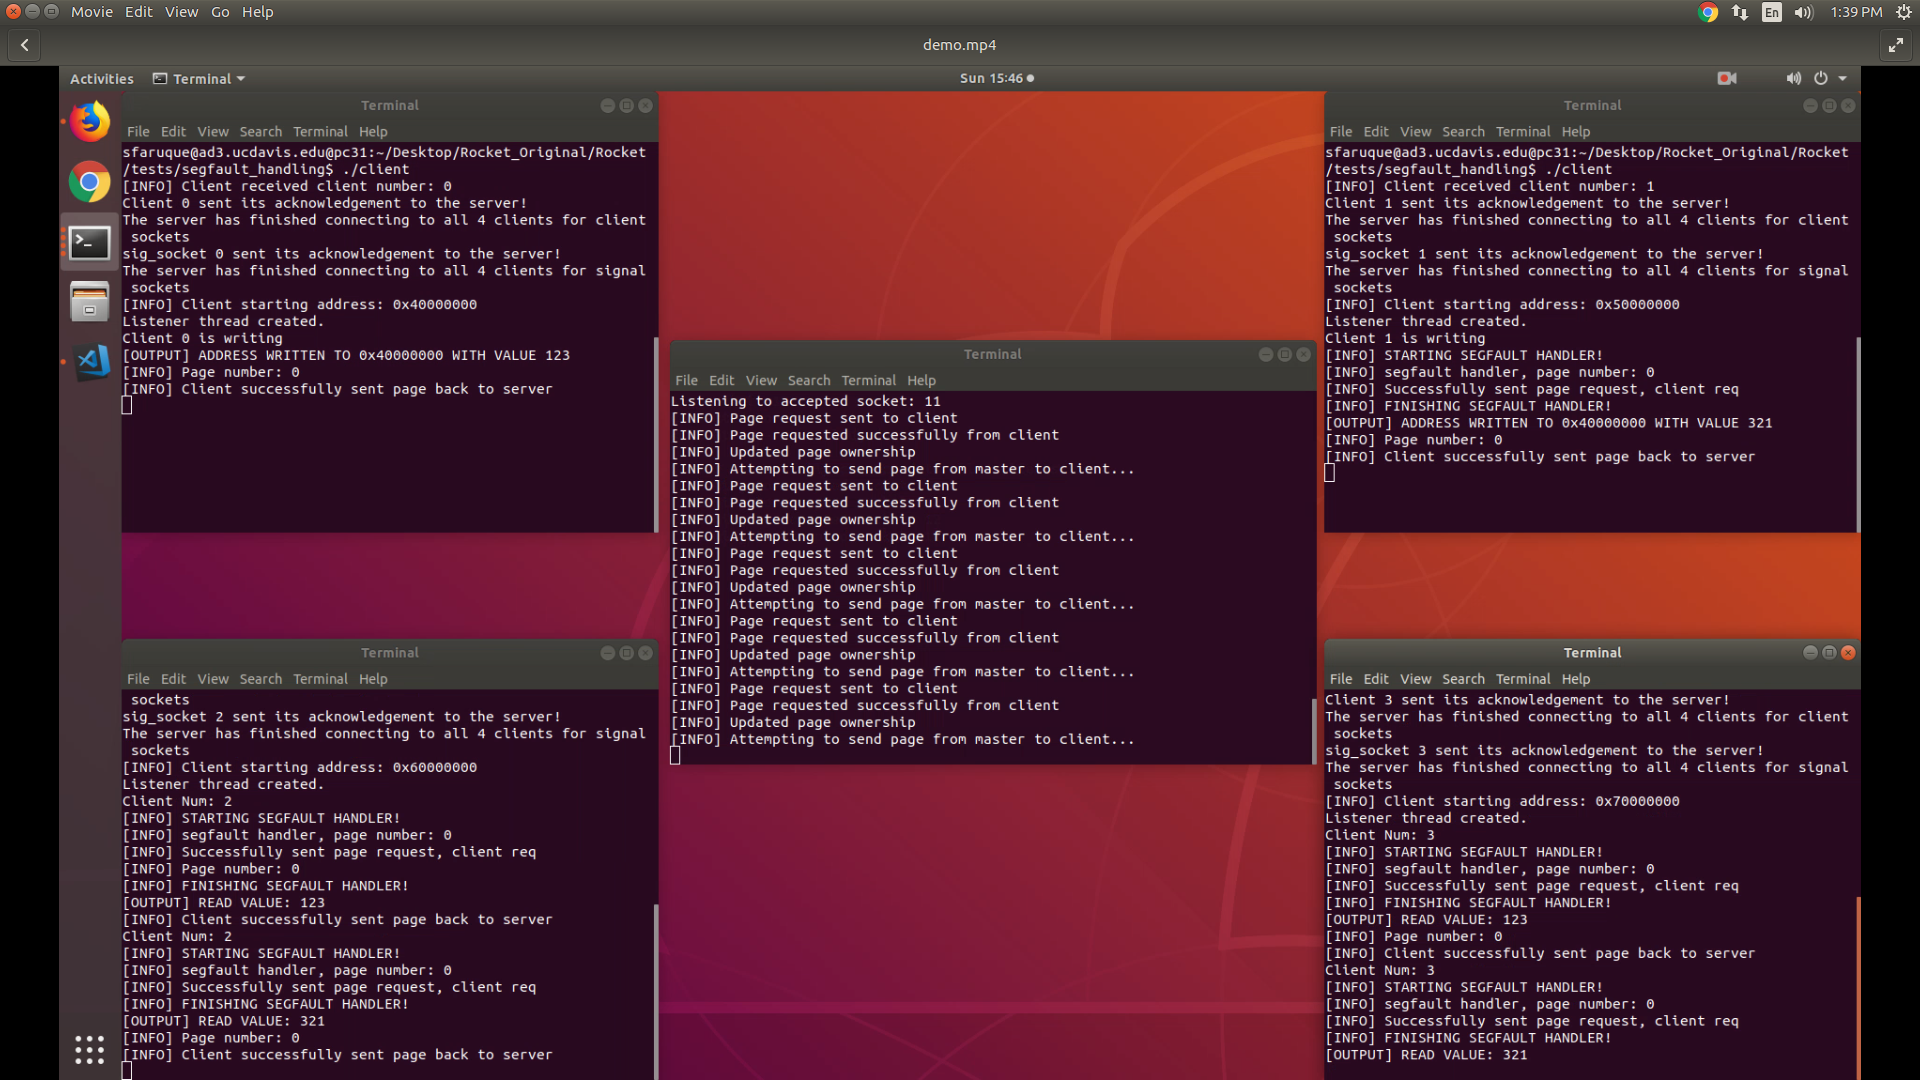 Movie Edit View Go Help
En 1:39 PM
demo.mp4
Activities Terminal Sun 15:46
Terminal
File Edit View Search Terminal Help
sfaruque@ad3.ucdavis.edu@pc31:~/Desktop/Rocket_Original/Rocket
/tests/segfault_handling$ ./client
[INFO] Client received client number: 0
Client 0 sent its acknowledgement to the server!
The server has finished connecting to all 4 clients for client
 sockets
sig_socket 0 sent its acknowledgement to the server!
The server has finished connecting to all 4 clients for signal
 sockets
[INFO] Client starting address: 0x40000000
Listener thread created.
Client 0 is writing
[OUTPUT] ADDRESS WRITTEN TO 0x40000000 WITH VALUE 123
[INFO] Page number: 0
[INFO] Client successfully sent page back to server
Terminal
File Edit View Search Terminal Help
sfaruque@ad3.ucdavis.edu@pc31:~/Desktop/Rocket_Original/Rocket
/tests/segfault_handling$ ./client
[INFO] Client received client number: 1
Client 1 sent its acknowledgement to the server!
The server has finished connecting to all 4 clients for client
 sockets
sig_socket 1 sent its acknowledgement to the server!
The server has finished connecting to all 4 clients for signal
 sockets
[INFO] Client starting address: 0x50000000
Listener thread created.
Client 1 is writing
[INFO] STARTING SEGFAULT HANDLER!
[INFO] segfault handler, page number: 0
[INFO] Successfully sent page request, client req
[INFO] FINISHING SEGFAULT HANDLER!
[OUTPUT] ADDRESS WRITTEN TO 0x40000000 WITH VALUE 321
[INFO] Page number: 0
[INFO] Client successfully sent page back to server
Terminal
File Edit View Search Terminal Help
Listening to accepted socket: 11
[INFO] Page request sent to client
[INFO] Page requested successfully from client
[INFO] Updated page ownership
[INFO] Attempting to send page from master to client...
[INFO] Page request sent to client
[INFO] Page requested successfully from client
[INFO] Updated page ownership
[INFO] Attempting to send page from master to client...
[INFO] Page request sent to client
[INFO] Page requested successfully from client
[INFO] Updated page ownership
[INFO] Attempting to send page from master to client...
[INFO] Page request sent to client
[INFO] Page requested successfully from client
[INFO] Updated page ownership
[INFO] Attempting to send page from master to client...
[INFO] Page request sent to client
[INFO] Page requested successfully from client
[INFO] Updated page ownership
[INFO] Attempting to send page from master to client...
Terminal
File Edit View Search Terminal Help
 sockets
sig_socket 2 sent its acknowledgement to the server!
The server has finished connecting to all 4 clients for signal
 sockets
[INFO] Client starting address: 0x60000000
Listener thread created.
Client Num: 2
[INFO] STARTING SEGFAULT HANDLER!
[INFO] segfault handler, page number: 0
[INFO] Successfully sent page request, client req
[INFO] Page number: 0
[INFO] FINISHING SEGFAULT HANDLER!
[OUTPUT] READ VALUE: 123
[INFO] Client successfully sent page back to server
Client Num: 2
[INFO] STARTING SEGFAULT HANDLER!
[INFO] segfault handler, page number: 0
[INFO] Successfully sent page request, client req
[INFO] FINISHING SEGFAULT HANDLER!
[OUTPUT] READ VALUE: 321
[INFO] Page number: 0
[INFO] Client successfully sent page back to server
Terminal
File Edit View Search Terminal Help
Client 3 sent its acknowledgement to the server!
The server has finished connecting to all 4 clients for client
 sockets
sig_socket 3 sent its acknowledgement to the server!
The server has finished connecting to all 4 clients for signal
 sockets
[INFO] Client starting address: 0x70000000
Listener thread created.
Client Num: 3
[INFO] STARTING SEGFAULT HANDLER!
[INFO] segfault handler, page number: 0
[INFO] Successfully sent page request, client req
[INFO] FINISHING SEGFAULT HANDLER!
[OUTPUT] READ VALUE: 123
[INFO] Page number: 0
[INFO] Client successfully sent page back to server
Client Num: 3
[INFO] STARTING SEGFAULT HANDLER!
[INFO] segfault handler, page number: 0
[INFO] Successfully sent page request, client req
[INFO] FINISHING SEGFAULT HANDLER!
[OUTPUT] READ VALUE: 321